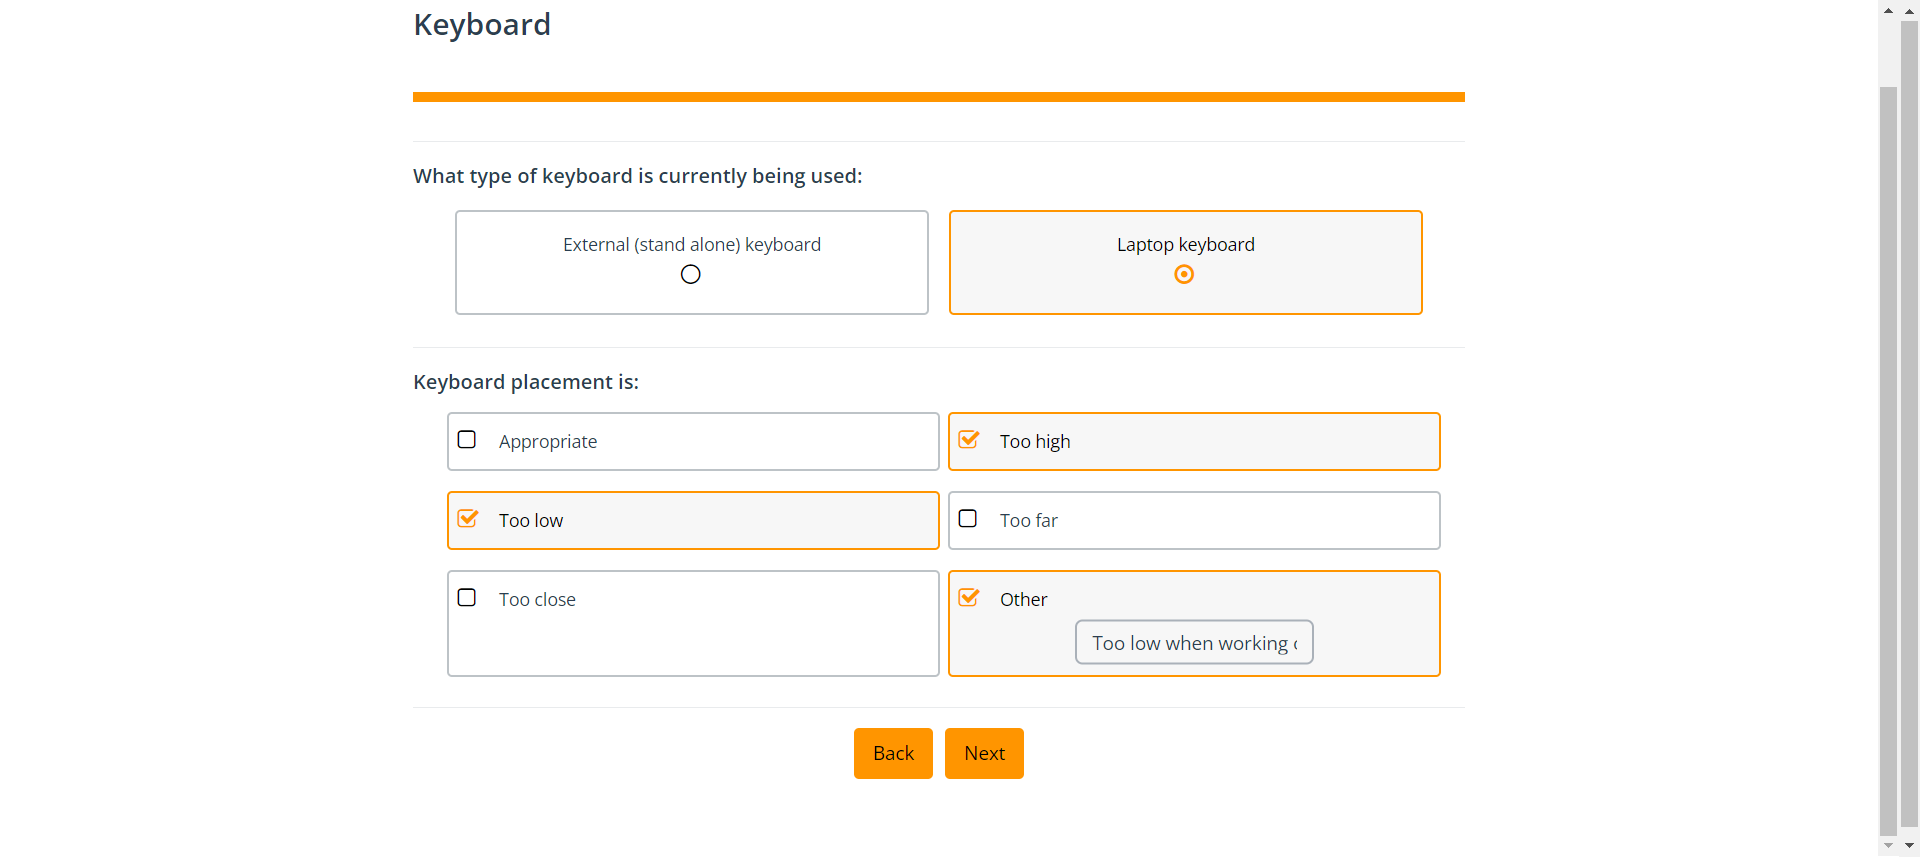 Keyboard
What type of keyboard is currently being used:
External (stand alone) keyboard
Laptop keyboard
Keyboard placement is:
Appropriate
Too high
Too low
Too far
Too close
Other
Too low when working
Back
Next